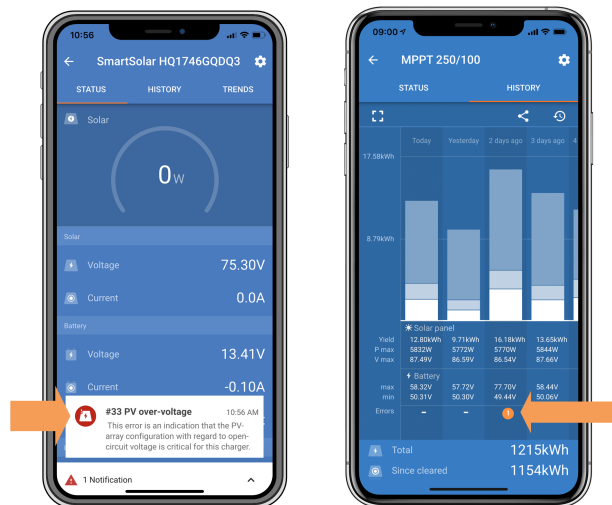 10:56
SmartSolar HQ1746GQDQ3
STATUS HISTORY TRENDS
Solar
0W
Solar
Voltage 75.30V
Current 0.0A
Battery
Voltage 13.41V
Current -0.10A
#33 PV over-voltage 10:56 AM
This error is an indication that the PV-
array configuration with regard to open-
circuit voltage is critical for this charger.
1 Notification
09:00
MPPT 250/100
STATUS HISTORY
Today Yesterday 2 days ago 3 days ago 4
17.58kWh
8.79kWh
Solar panel
Yield 12.80kWh 9.71kWh 16.18kWh 13.65kWh
P max 5832W 5772W 5770W 5844W
V max 87.49V 86.59V 86.54V 87.66V
Battery
max 58.32V 57.72V 77.70V 58.44V
min 50.31V 50.30V 49.44V 50.06V
Errors – – 1
Total 1215kWh
Since cleared 1154kWh